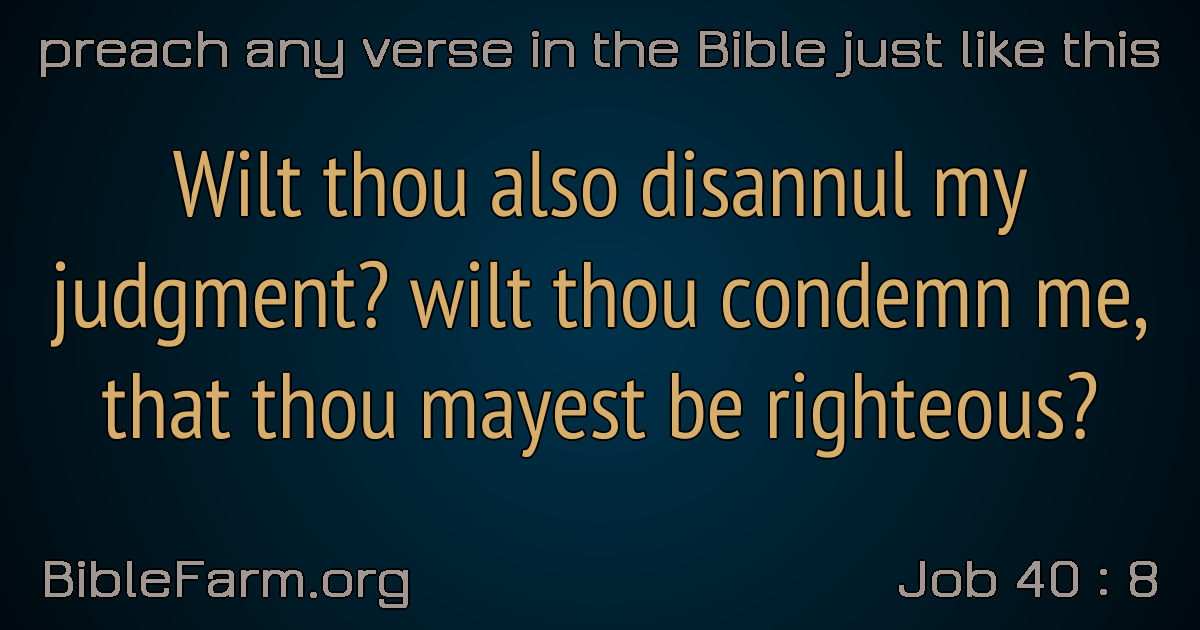 preach any verse in the Bible just like this
Wilt thou also disannul my
judgment? wilt thou condemn me,
that thou mayest be righteous?
BibleFarm.org
Job 40 : 8